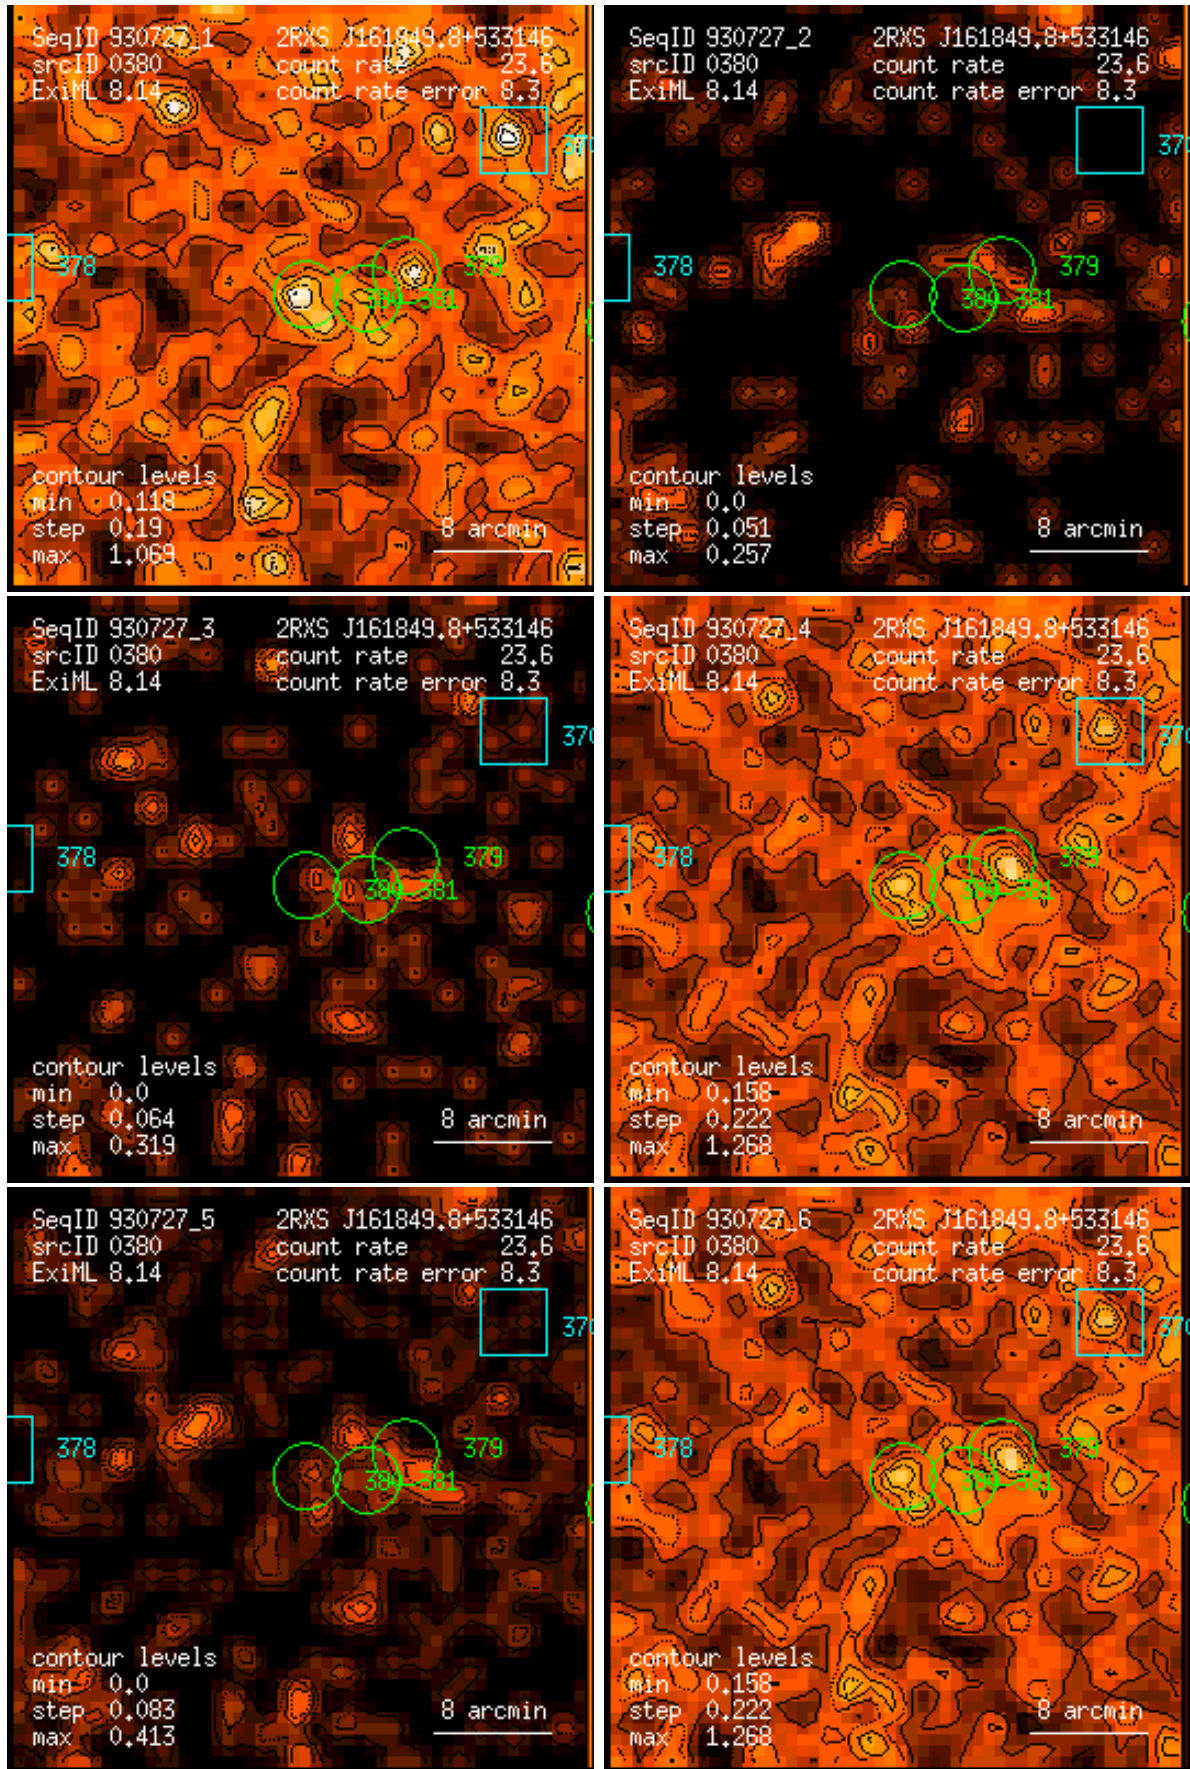 SeqID 930727_1 2RXS J161849.8+533146
srcID 0380 count rate 23.6
ExiML 8.14 count rate error 8.3
370
378 379
380 381
contour levels
min 0.118
step 0.19 8 arcmin
max 1.069
SeqID 930727_2 2RXS J161849.8+533146
srcID 0380 count rate 23.6
ExiML 8.14 count rate error 8.3
370
378 379
380 381
contour levels
min 0.0
step 0.051 8 arcmin
max 0.257
SeqID 930727_3 2RXS J161849.8+533146
srcID 0380 count rate 23.6
ExiML 8.14 count rate error 8.3
370
378 379
380 381
contour levels
min 0.0
step 0.064 8 arcmin
max 0.319
SeqID 930727_4 2RXS J161849.8+533146
srcID 0380 count rate 23.6
ExiML 8.14 count rate error 8.3
370
378 379
380 381
contour levels
min 0.158
step 0.222 8 arcmin
max 1.268
SeqID 930727_5 2RXS J161849.8+533146
srcID 0380 count rate 23.6
ExiML 8.14 count rate error 8.3
370
378 379
380 381
contour levels
min 0.0
step 0.083 8 arcmin
max 0.413
SeqID 930727_6 2RXS J161849.8+533146
srcID 0380 count rate 23.6
ExiML 8.14 count rate error 8.3
370
378 379
380 381
contour levels
min 0.158
step 0.222 8 arcmin
max 1.268